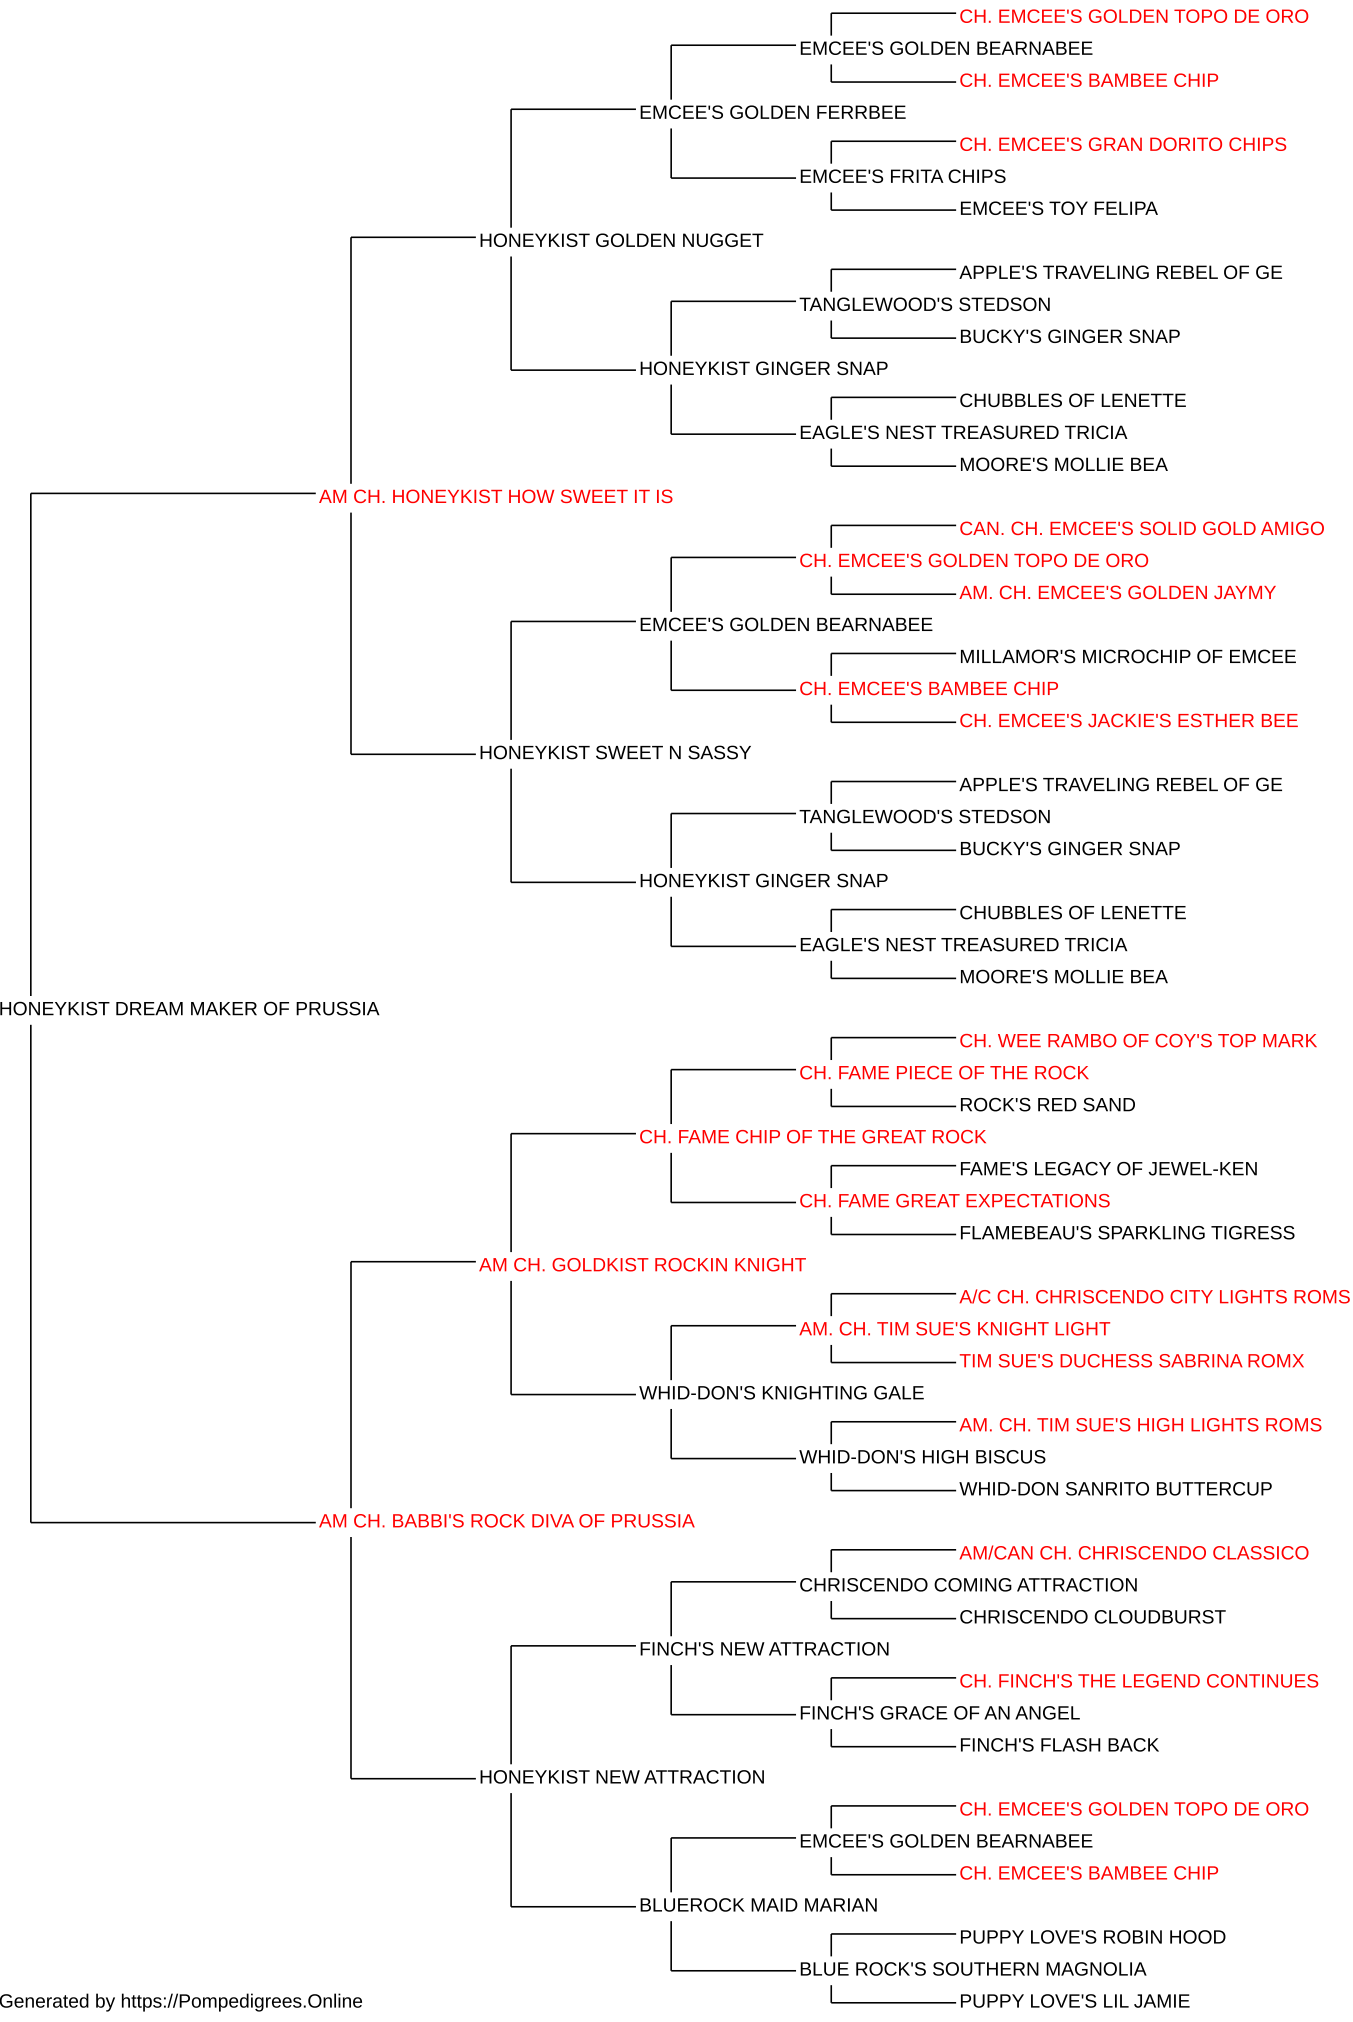 CH. EMCEE'S GOLDEN TOPO DE ORO
EMCEE'S GOLDEN BEARNABEE
CH. EMCEE'S BAMBEE CHIP
EMCEE'S GOLDEN FERRBEE
CH. EMCEE'S GRAN DORITO CHIPS
EMCEE'S FRITA CHIPS
EMCEE'S TOY FELIPA
HONEYKIST GOLDEN NUGGET
APPLE'S TRAVELING REBEL OF GE
TANGLEWOOD'S STEDSON
BUCKY'S GINGER SNAP
HONEYKIST GINGER SNAP
CHUBBLES OF LENETTE
EAGLE'S NEST TREASURED TRICIA
MOORE'S MOLLIE BEA
AM CH. HONEYKIST HOW SWEET IT IS
CAN. CH. EMCEE'S SOLID GOLD AMIGO
CH. EMCEE'S GOLDEN TOPO DE ORO
AM. CH. EMCEE'S GOLDEN JAYMY
EMCEE'S GOLDEN BEARNABEE
MILLAMOR'S MICROCHIP OF EMCEE
CH. EMCEE'S BAMBEE CHIP
CH. EMCEE'S JACKIE'S ESTHER BEE
HONEYKIST SWEET N SASSY
APPLE'S TRAVELING REBEL OF GE
TANGLEWOOD'S STEDSON
BUCKY'S GINGER SNAP
HONEYKIST GINGER SNAP
CHUBBLES OF LENETTE
EAGLE'S NEST TREASURED TRICIA
MOORE'S MOLLIE BEA
HONEYKIST DREAM MAKER OF PRUSSIA
CH. WEE RAMBO OF COY'S TOP MARK
CH. FAME PIECE OF THE ROCK
ROCK'S RED SAND
CH. FAME CHIP OF THE GREAT ROCK
FAME'S LEGACY OF JEWEL-KEN
CH. FAME GREAT EXPECTATIONS
FLAMEBEAU'S SPARKLING TIGRESS
AM CH. GOLDKIST ROCKIN KNIGHT
A/C CH. CHRISCENDO CITY LIGHTS ROMS
AM. CH. TIM SUE'S KNIGHT LIGHT
TIM SUE'S DUCHESS SABRINA ROMX
WHID-DON'S KNIGHTING GALE
AM. CH. TIM SUE'S HIGH LIGHTS ROMS
WHID-DON'S HIGH BISCUS
WHID-DON SANRITO BUTTERCUP
AM CH. BABBI'S ROCK DIVA OF PRUSSIA
AM/CAN CH. CHRISCENDO CLASSICO
CHRISCENDO COMING ATTRACTION
CHRISCENDO CLOUDBURST
FINCH'S NEW ATTRACTION
CH. FINCH'S THE LEGEND CONTINUES
FINCH'S GRACE OF AN ANGEL
FINCH'S FLASH BACK
HONEYKIST NEW ATTRACTION
CH. EMCEE'S GOLDEN TOPO DE ORO
EMCEE'S GOLDEN BEARNABEE
CH. EMCEE'S BAMBEE CHIP
BLUEROCK MAID MARIAN
PUPPY LOVE'S ROBIN HOOD
BLUE ROCK'S SOUTHERN MAGNOLIA
PUPPY LOVE'S LIL JAMIE
Generated by https://Pompedigrees.Online